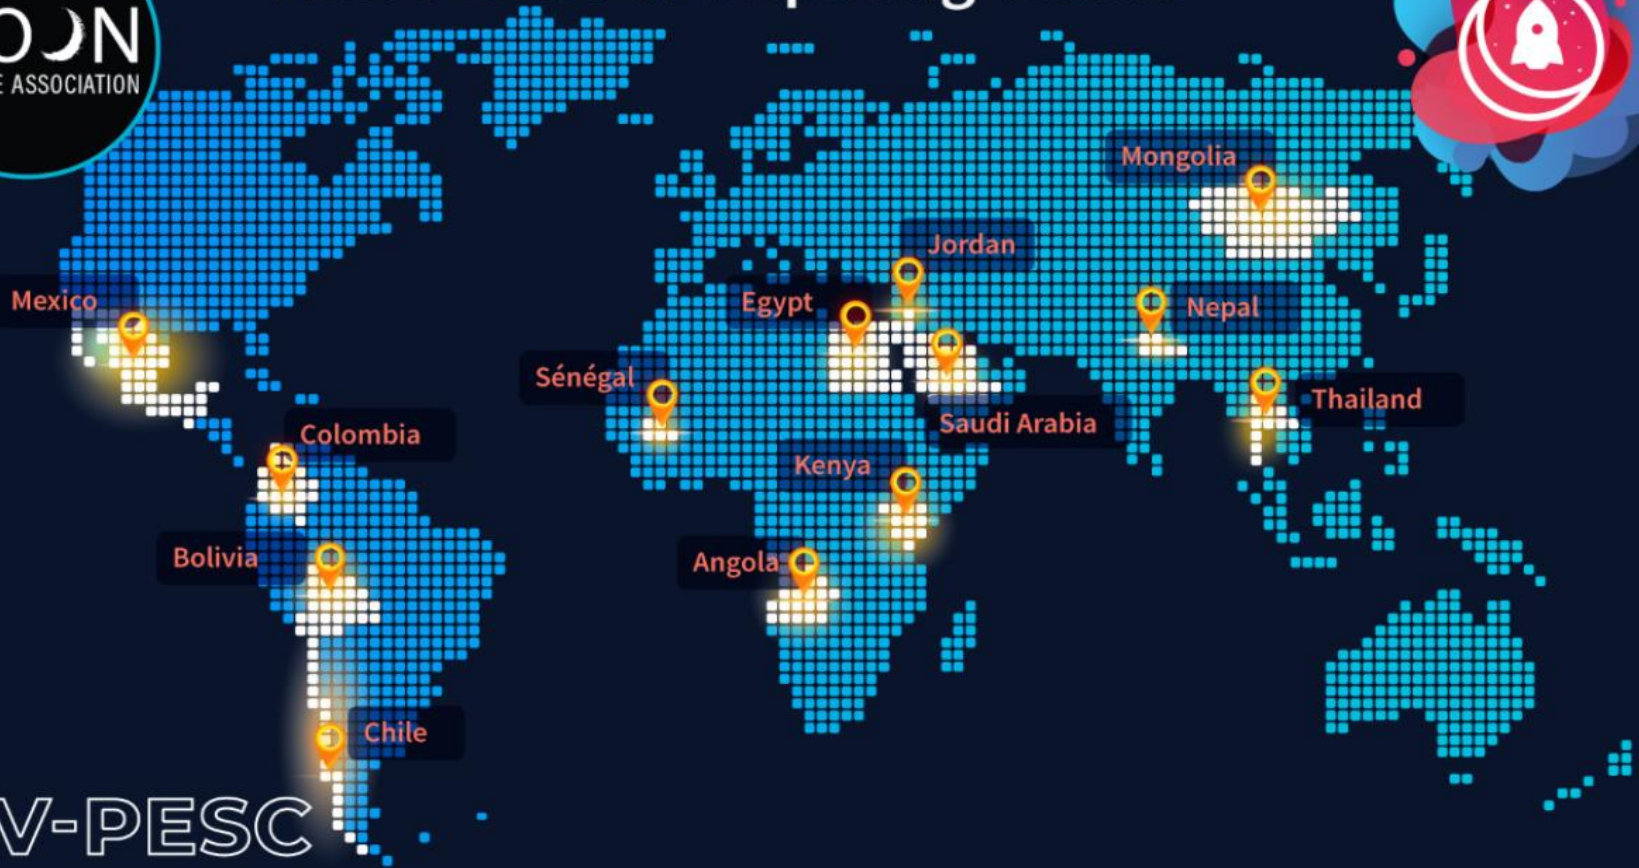 ASSOCIATION
Mongolia
Jordan
Mexico
Egypt
Nepal
Sénégal
Thailand
Colombia
Saudi Arabia
Kenya
Bolivia
Angola
Chile
V-PESC